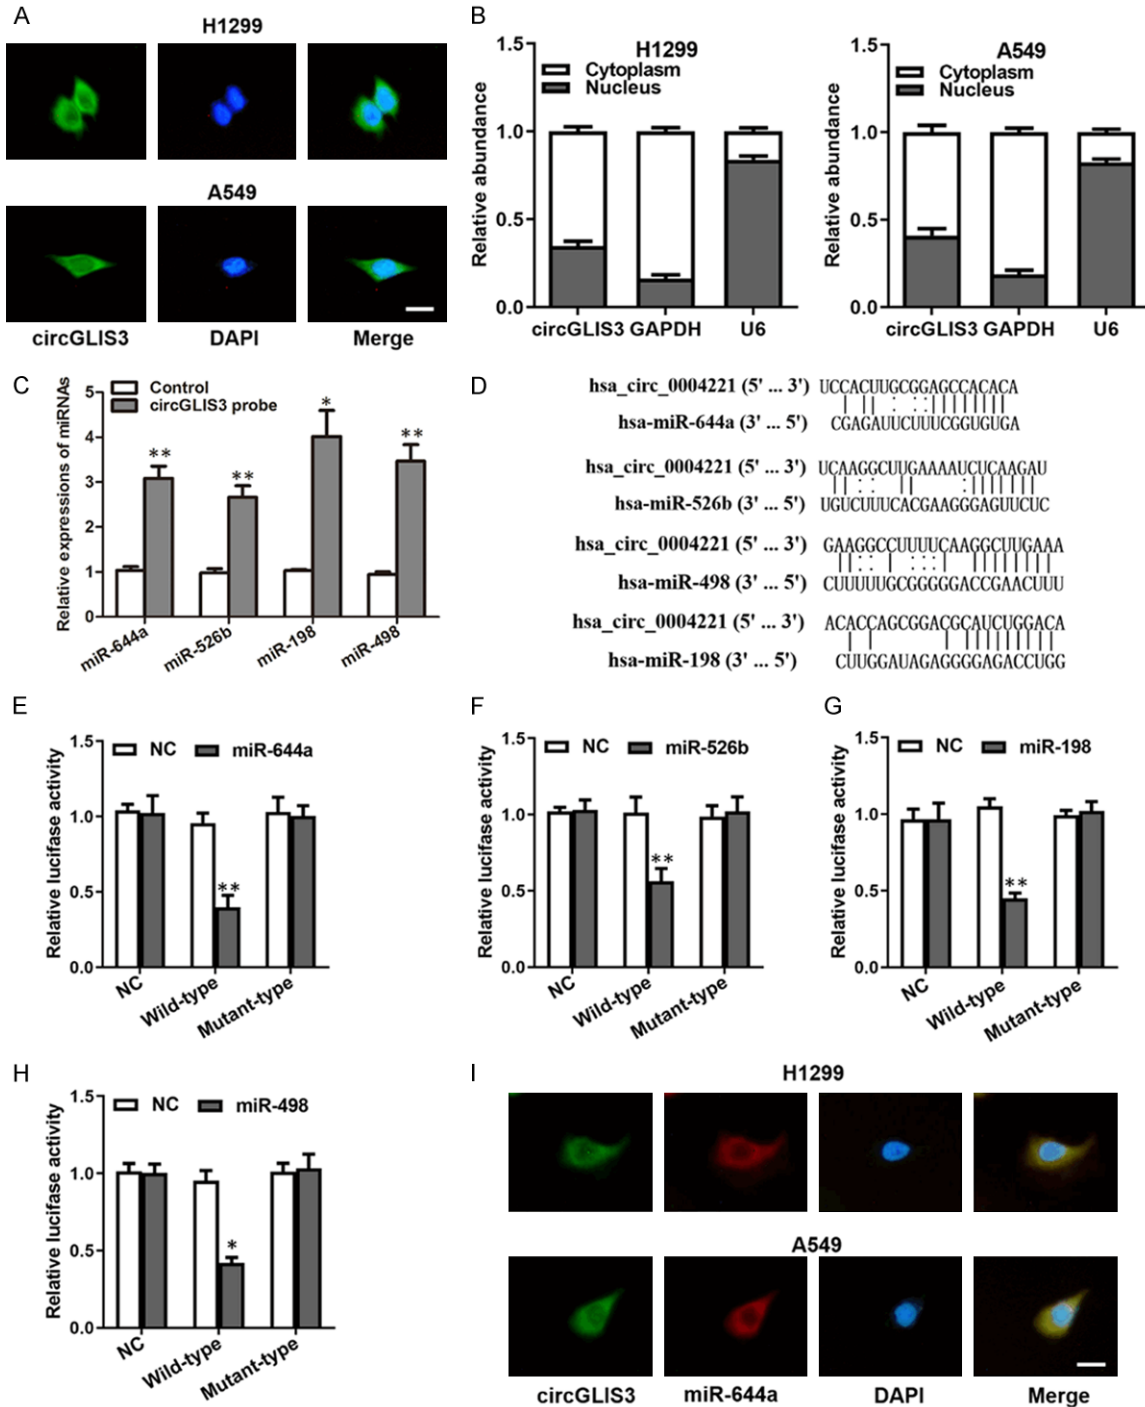 A
H1299
A549
circGLIS3 DAPI Merge
B
H1299
Cytoplasm
Nucleus
Relative abundance
1.5
1.0
0.5
0.0
circGLIS3 GAPDH U6
A549
Cytoplasm
Nucleus
Relative abundance
1.5
1.0
0.5
0.0
circGLIS3 GAPDH U6
C
Control
circGLIS3 probe
Relative expressions of miRNAs
5
4
3
2
1
0
** ** * **
miR-644a miR-526b miR-198 miR-498
D
hsa_circ_0004221 (5' ... 3') UCCACUUGCGGAGCCACACA
hsa-miR-644a (3' ... 5') CGAGAUUCUUUCGGUGUGA
hsa_circ_0004221 (5' ... 3') UCAAGGCUUGAAAAUCUCAAGAU
hsa-miR-526b (3' ... 5') UGUCUUUCACGAAGGGAGUUCUC
hsa_circ_0004221 (5' ... 3') GAAGGCCUUUUCAAGGCUUGAAA
hsa-miR-498 (3' ... 5') CUUUUUGCGGGGGACCGAACUUU
hsa_circ_0004221 (5' ... 3') ACACCAGCGGACGCAUCUGGACA
hsa-miR-198 (3' ... 5') CUUGGAUAGAGGGGAGACCUGG
E
NC miR-644a
Relative lucifase activity
1.5
1.0
0.5
0.0
**
NC Wild-type Mutant-type
F
NC miR-526b
Relative lucifase activity
1.5
1.0
0.5
0.0
**
NC Wild-type Mutant-type
G
NC miR-198
Relative lucifase activity
1.5
1.0
0.5
0.0
**
NC Wild-type Mutant-type
H
NC miR-498
Relative lucifase activity
1.5
1.0
0.5
0.0
*
NC Wild-type Mutant-type
I
H1299
A549
circGLIS3 miR-644a DAPI Merge